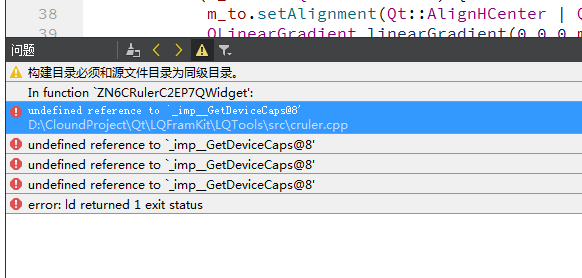 38
m_to.setAlignment(Qt::AlignHCenter |
39
QLinearGradient linearGradient(0,0,0,m
问题
构建目录必须和源文件目录为同级目录。
In function `ZN6CRulerC2EP7QWidget':
undefined reference to `_imp__GetDeviceCaps@8'
D:\CloundProject\Qt\LQFramKit\LQTools\src\cruler.cpp
undefined reference to `_imp__GetDeviceCaps@8'
undefined reference to `_imp__GetDeviceCaps@8'
undefined reference to `_imp__GetDeviceCaps@8'
error: ld returned 1 exit status